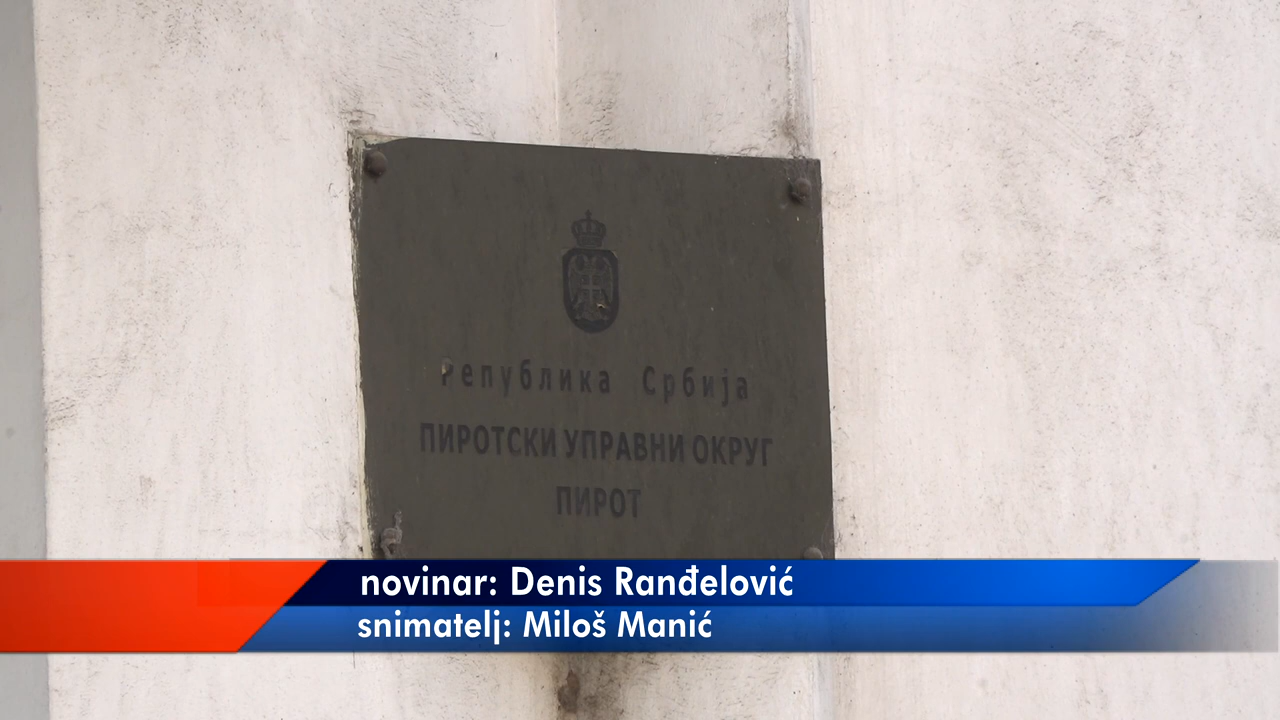 Република Србија
ПИРОТСКИ УПРАВНИ ОКРУГ
ПИРОТ
novinar: Denis Ranđelović
snimatelj: Miloš Manić